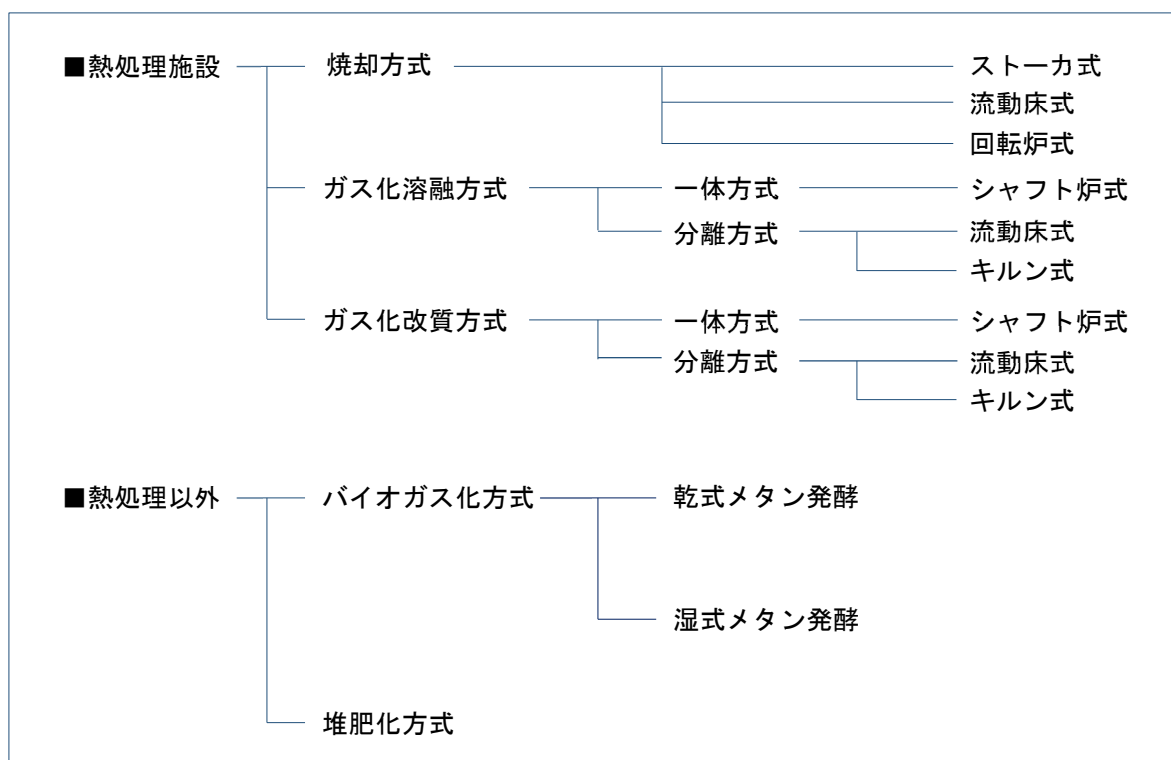 ■熱処理施設 焼却方式 ストーカ式
流動床式
回転炉式
ガス化溶融方式 一体方式 シャフト炉式
分離方式 流動床式
キルン式
ガス化改質方式 一体方式 シャフト炉式
分離方式 流動床式
キルン式
■熱処理以外 バイオガス化方式 乾式メタン発酵
湿式メタン発酵
堆肥化方式